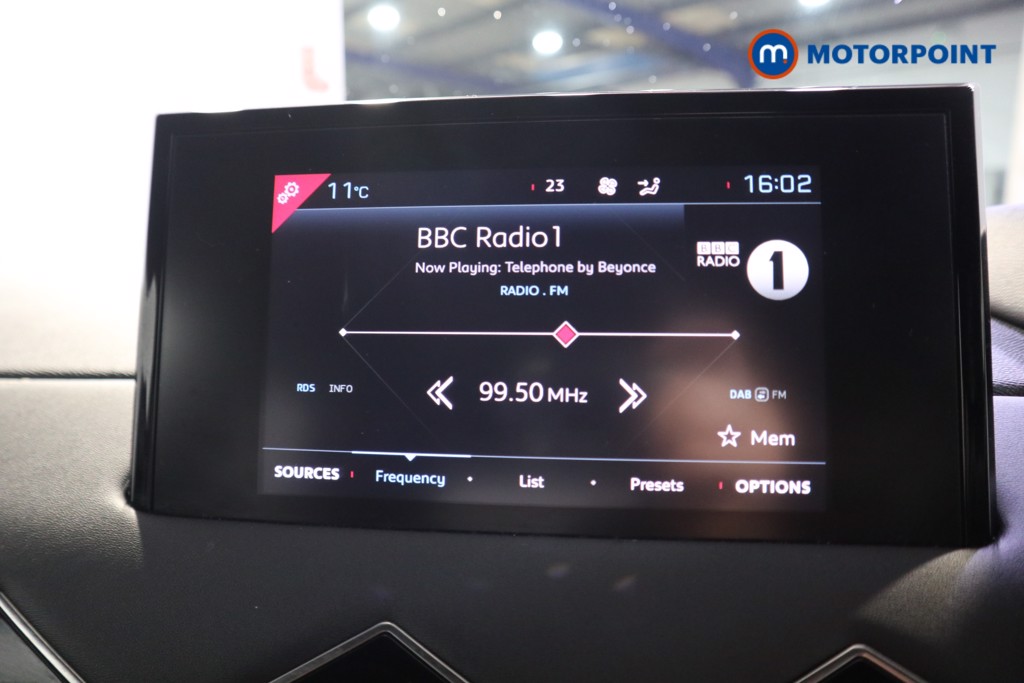 m MOTORPOINT
11°C 23 16:02
BBC Radio1
BBC
RADIO 1
Now Playing: Telephone by Beyonce
RADIO . FM
RDS INFO
99.50 MHz
DAB FM
Mem
SOURCES Frequency List Presets OPTIONS